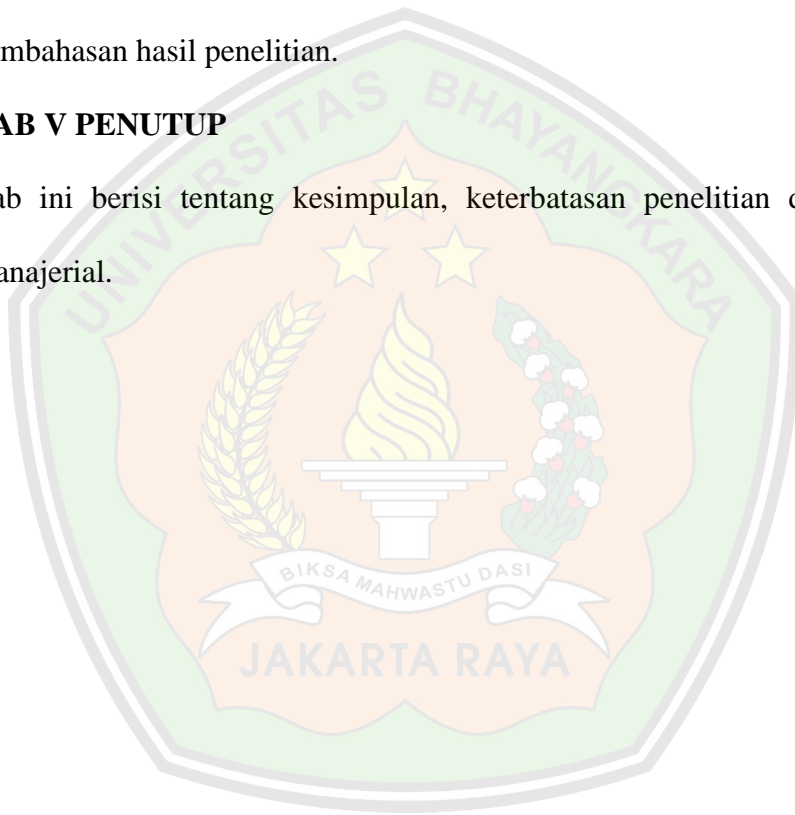 mbahasan hasil penelitian.
AB V PENUTUP
ab ini berisi tentang kesimpulan, keterbatasan penelitian d
anajerial.
UNIVERSITAS BHAYANGKARA
BIKSA MAHWASTU DASI
JAKARTA RAYA